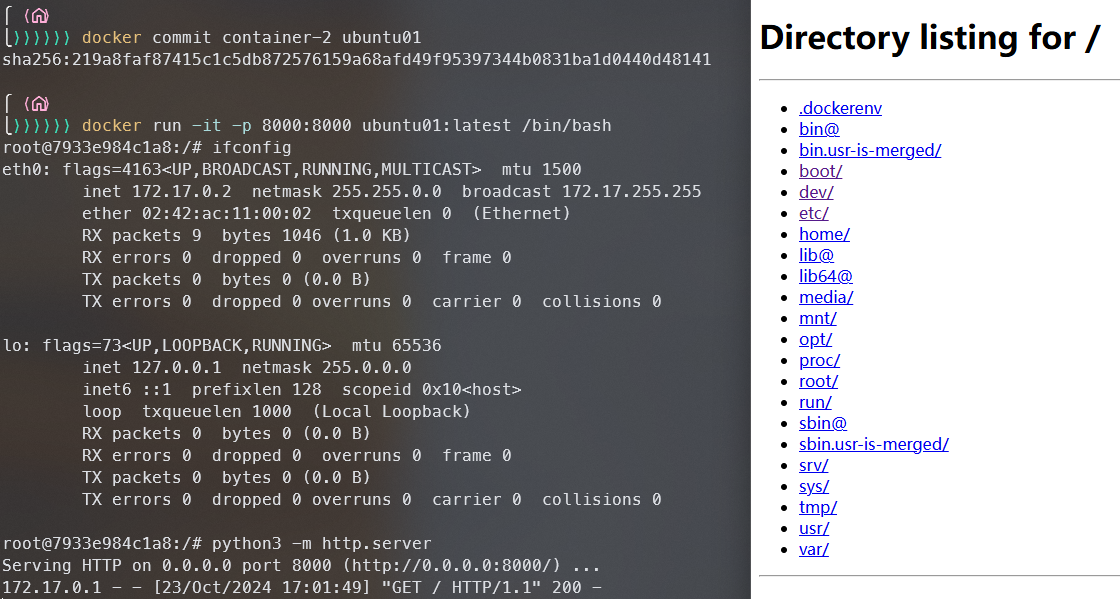 docker commit container-2 ubuntu01
sha256:219a8faf87415c1c5db872576159a68afd49f95397344b0831ba1d0440d48141
docker run -it -p 8000:8000 ubuntu01:latest /bin/bash
root@7933e984c1a8:/# ifconfig
eth0: flags=4163<UP,BROADCAST,RUNNING,MULTICAST>  mtu 1500
        inet 172.17.0.2  netmask 255.255.0.0  broadcast 172.17.255.255
        ether 02:42:ac:11:00:02  txqueuelen 0  (Ethernet)
        RX packets 9  bytes 1046 (1.0 KB)
        RX errors 0  dropped 0  overruns 0  frame 0
        TX packets 0  bytes 0 (0.0 B)
        TX errors 0  dropped 0 overruns 0  carrier 0  collisions 0
lo: flags=73<UP,LOOPBACK,RUNNING>  mtu 65536
        inet 127.0.0.1  netmask 255.0.0.0
        inet6 ::1  prefixlen 128  scopeid 0x10<host>
        loop  txqueuelen 1000  (Local Loopback)
        RX packets 0  bytes 0 (0.0 B)
        RX errors 0  dropped 0  overruns 0  frame 0
        TX packets 0  bytes 0 (0.0 B)
        TX errors 0  dropped 0 overruns 0  carrier 0  collisions 0
root@7933e984c1a8:/# python3 -m http.server
Serving HTTP on 0.0.0.0 port 8000 (http://0.0.0.0:8000/) ...
172.17.0.1 - - [23/Oct/2024 17:01:49] "GET / HTTP/1.1" 200 -
Directory listing for /
.dockerenv
bin@
bin.usr-is-merged/
boot/
dev/
etc/
home/
lib@
lib64@
media/
mnt/
opt/
proc/
root/
run/
sbin@
sbin.usr-is-merged/
srv/
sys/
tmp/
usr/
var/